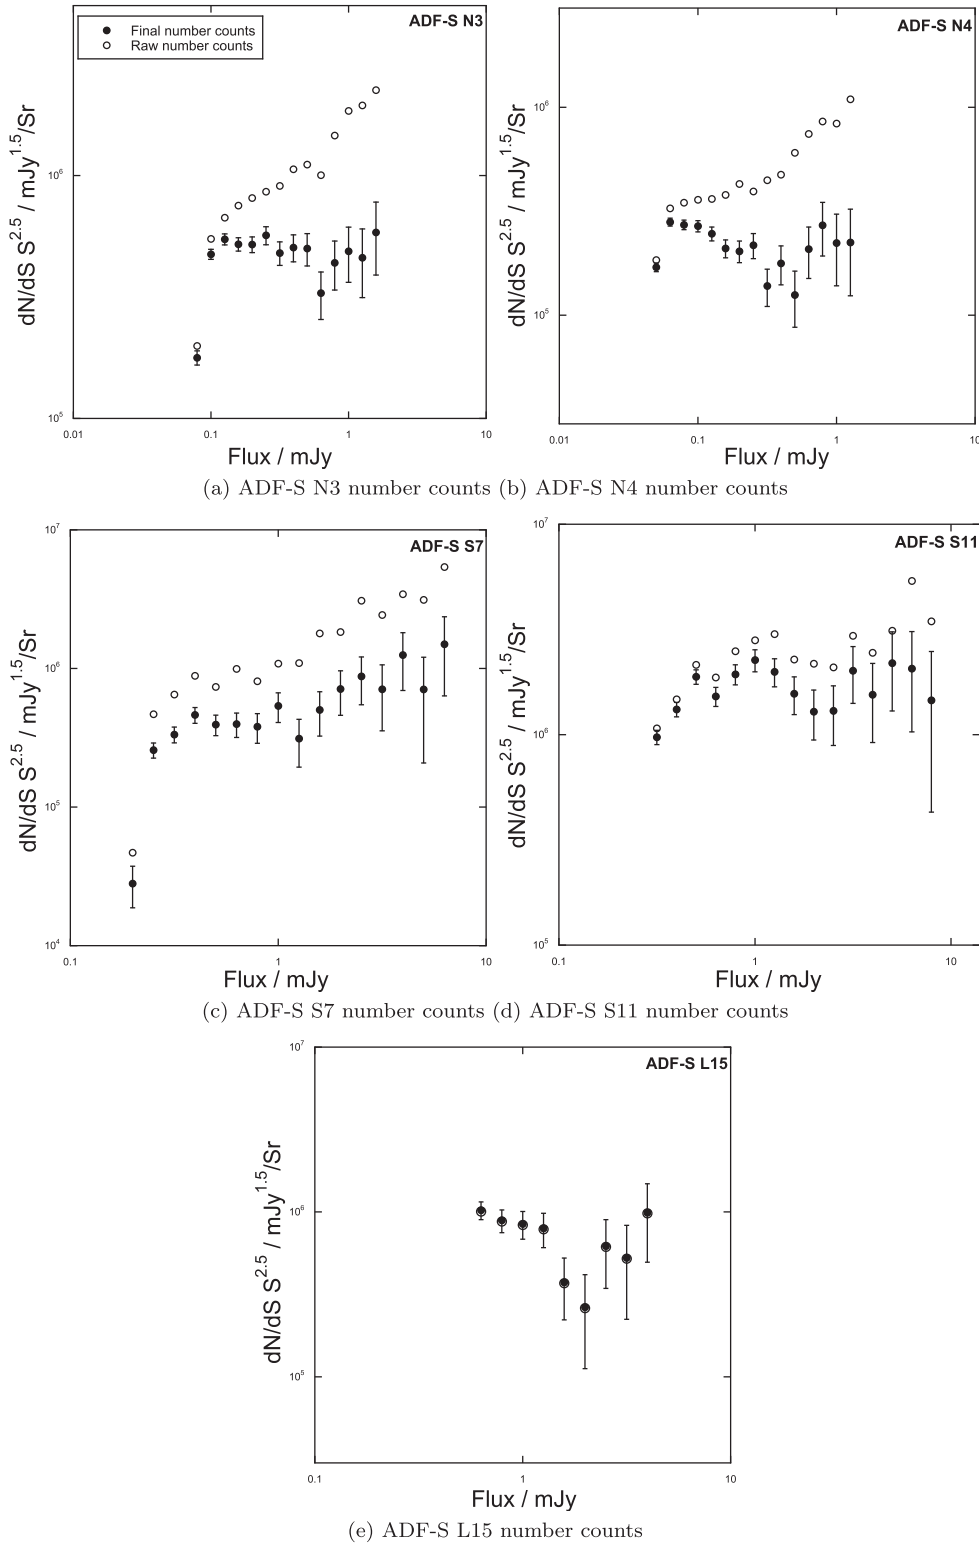 ADF-S N3
Final number counts
Raw number counts
dN/dS S^2.5 / mJy^1.5/Sr
10^6
10^5
0.01 0.1 1 10
Flux / mJy
(a) ADF-S N3 number counts
ADF-S N4
dN/dS S^2.5 / mJy^1.5/Sr
10^6
10^5
0.01 0.1 1 10
Flux / mJy
(b) ADF-S N4 number counts
ADF-S S7
dN/dS S^2.5 / mJy^1.5/Sr
10^7
10^6
10^5
10^4
0.1 1 10
Flux / mJy
(c) ADF-S S7 number counts
ADF-S S11
dN/dS S^2.5 / mJy^1.5/Sr
10^7
10^6
10^5
0.1 1 10
Flux / mJy
(d) ADF-S S11 number counts
ADF-S L15
dN/dS S^2.5 / mJy^1.5/Sr
10^7
10^6
10^5
0.1 1 10
Flux / mJy
(e) ADF-S L15 number counts